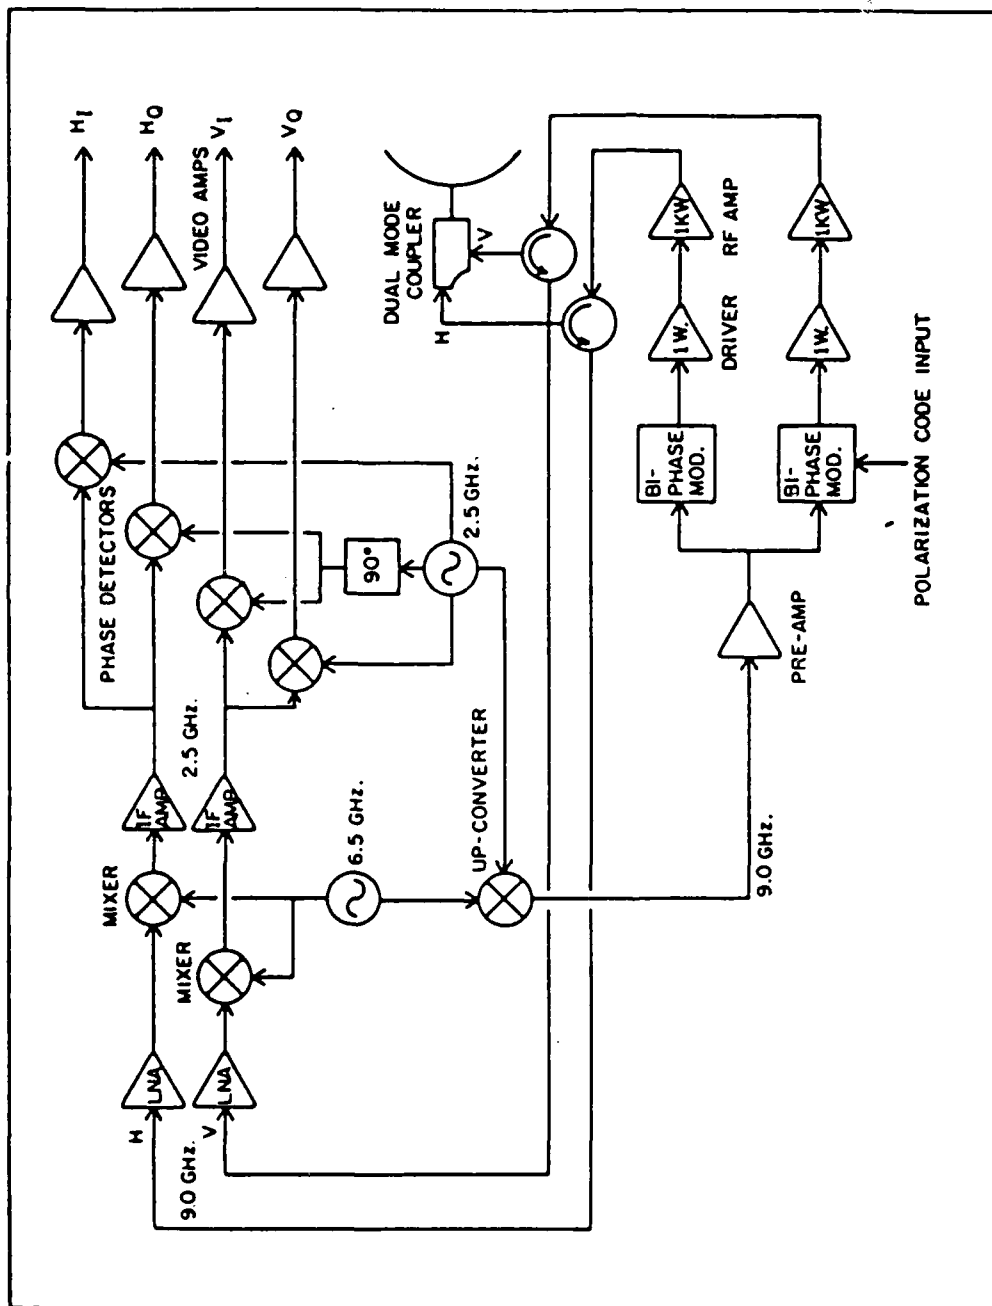 H
9.0 GHZ.
V
LNA
LNA
MIXER
MIXER
IF
AMP
IF
AMP
2.5 GHZ.
6.5 GHZ.
PHASE DETECTORS
90°
2.5 GHZ.
UP-CONVERTER
9.0 GHZ.
PRE-AMP
BI-
PHASE
MOD.
BI-
PHASE
MOD.
POLARIZATION CODE INPUT
1W.
1W.
DRIVER
1KW
1KW
RF AMP
DUAL MODE
COUPLER
H
V
VIDEO AMPS
HI
HQ
VI
VQ